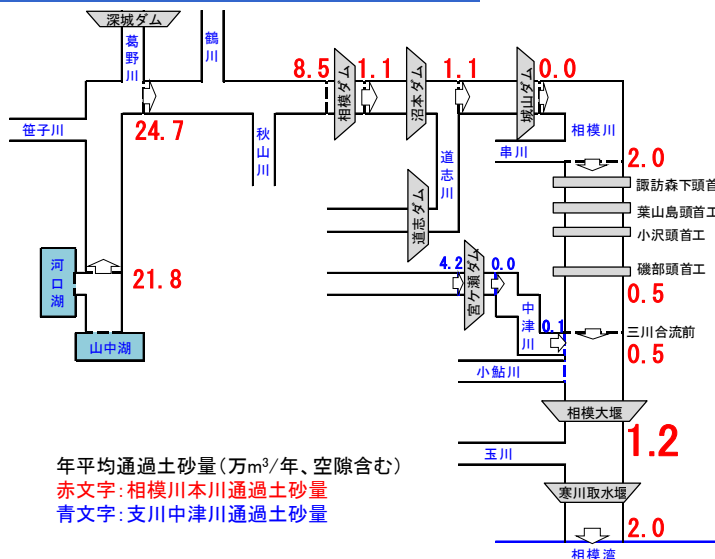 深城ダム
葛野川
鶴川
8.5
1.1
1.1
0.0
相模ダム
沼本ダム
城山ダム
24.7
笹子川
秋山川
道志川
串川
相模川
2.0
諏訪森下頭首
葉山島頭首工
小沢頭首工
道志ダム
磯部頭首工
0.5
河口湖
21.8
4.2
0.0
宮ケ瀬ダム
中津川
0.1
三川合流前
0.5
山中湖
小鮎川
相模大堰
1.2
玉川
年平均通過土砂量(万m³/年、空隙含む)
赤文字:相模川本川通過土砂量
青文字:支川中津川通過土砂量
寒川取水堰
2.0
相模湾